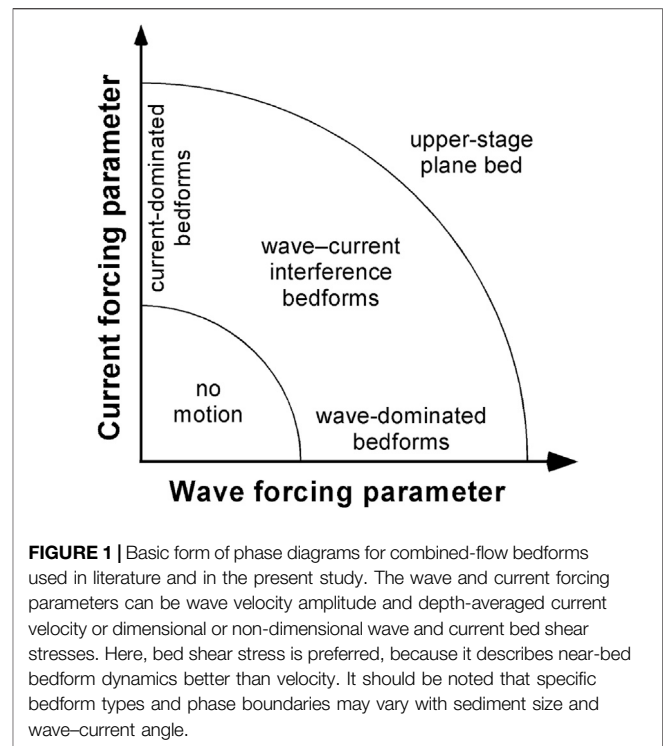 Current forcing parameter
current-dominated
bedforms
upper-stage
plane bed
wave–current
interference
bedforms
no
motion
wave-dominated
bedforms
Wave forcing parameter
FIGURE 1 | Basic form of phase diagrams for combined-flow bedforms
used in literature and in the present study. The wave and current forcing
parameters can be wave velocity amplitude and depth-averaged current
velocity or dimensional or non-dimensional wave and current bed shear
stresses. Here, bed shear stress is preferred, because it describes near-bed
bedform dynamics better than velocity. It should be noted that specific
bedform types and phase boundaries may vary with sediment size and
wave–current angle.